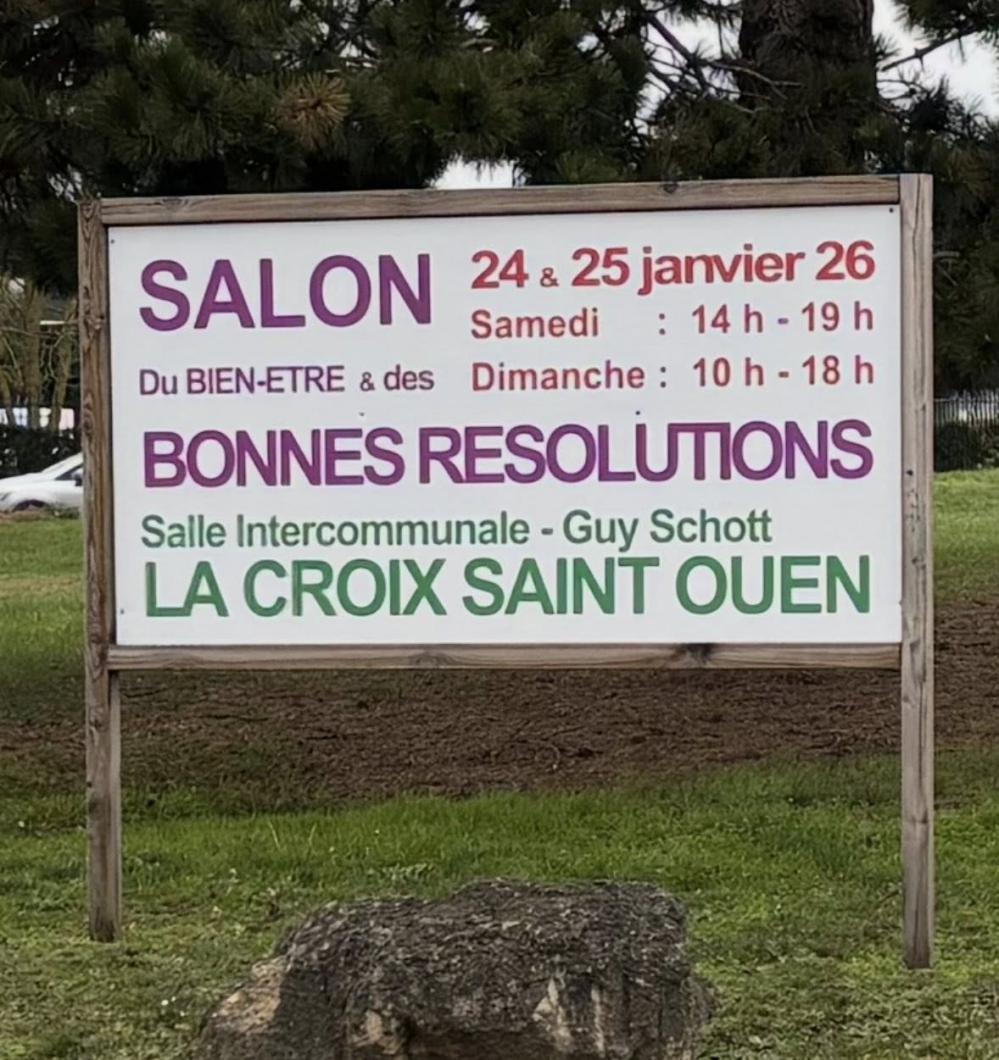 SALON
Du BIEN-ETRE & des
24 & 25 janvier 26
Samedi : 14 h - 19 h
Dimanche : 10 h - 18 h
BONNES RESOLUTIONS
Salle Intercommunale - Guy Schott
LA CROIX SAINT OUEN